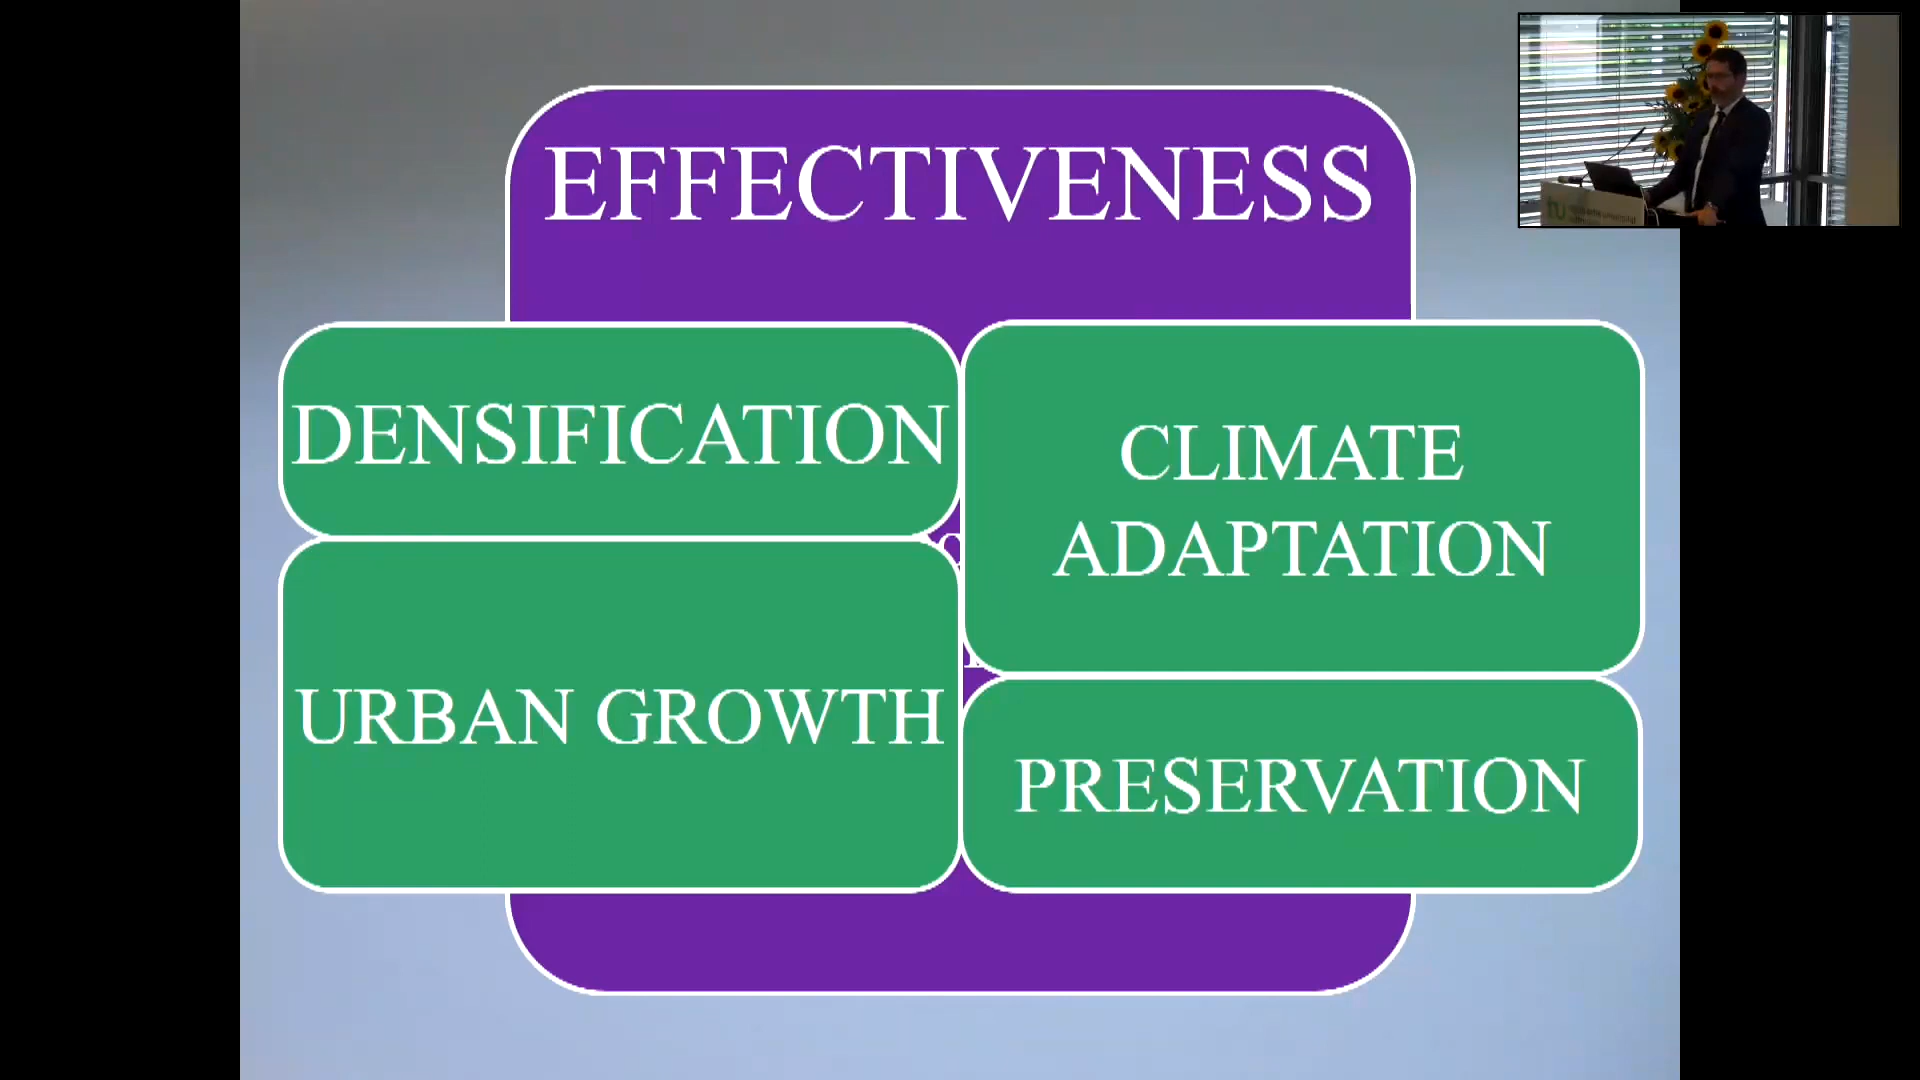 EFFECTIVENESS
DENSIFICATION
URBAN GROWTH
CLIMATE
ADAPTATION
PRESERVATION